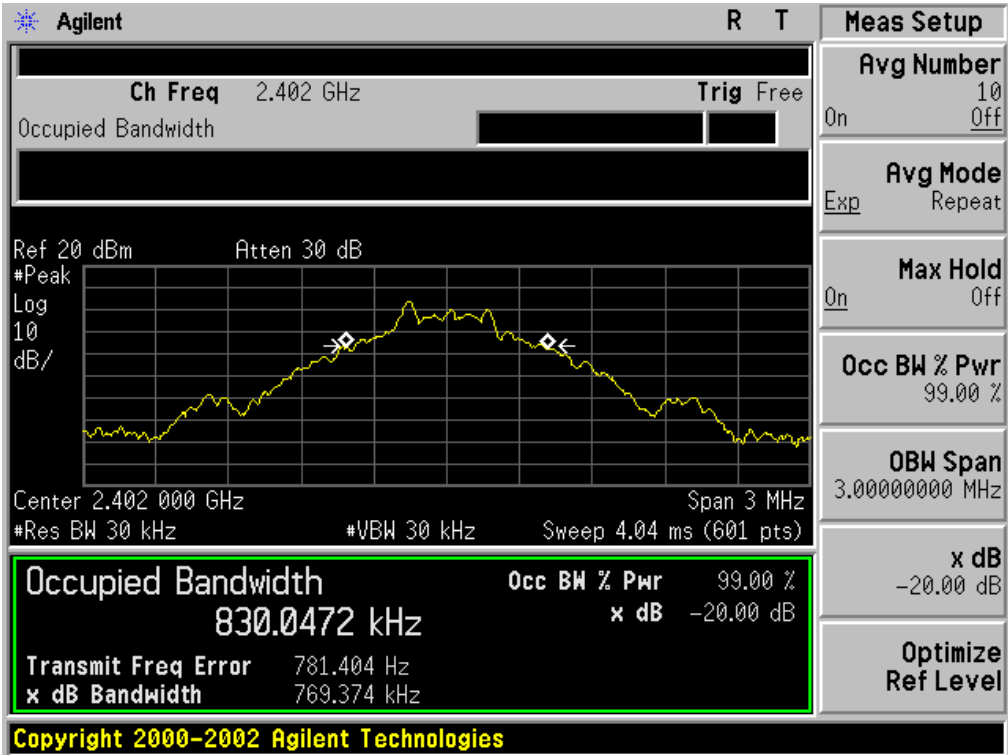 Agilent R T
Ch Freq 2.402 GHz Trig Free
Occupied Bandwidth
Ref 20 dBm Atten 30 dB
#Peak
Log
10
dB/
Center 2.402 000 GHz Span 3 MHz
#Res BW 30 kHz #VBW 30 kHz Sweep 4.04 ms (601 pts)
Occupied Bandwidth Occ BW % Pwr 99.00 %
830.0472 kHz x dB -20.00 dB
Transmit Freq Error 781.404 Hz
x dB Bandwidth 769.374 kHz
Copyright 2000-2002 Agilent Technologies
Meas Setup
Avg Number
10
On Off
Avg Mode
Exp Repeat
Max Hold
On Off
Occ BW % Pwr
99.00 %
OBW Span
3.00000000 MHz
x dB
-20.00 dB
Optimize
Ref Level